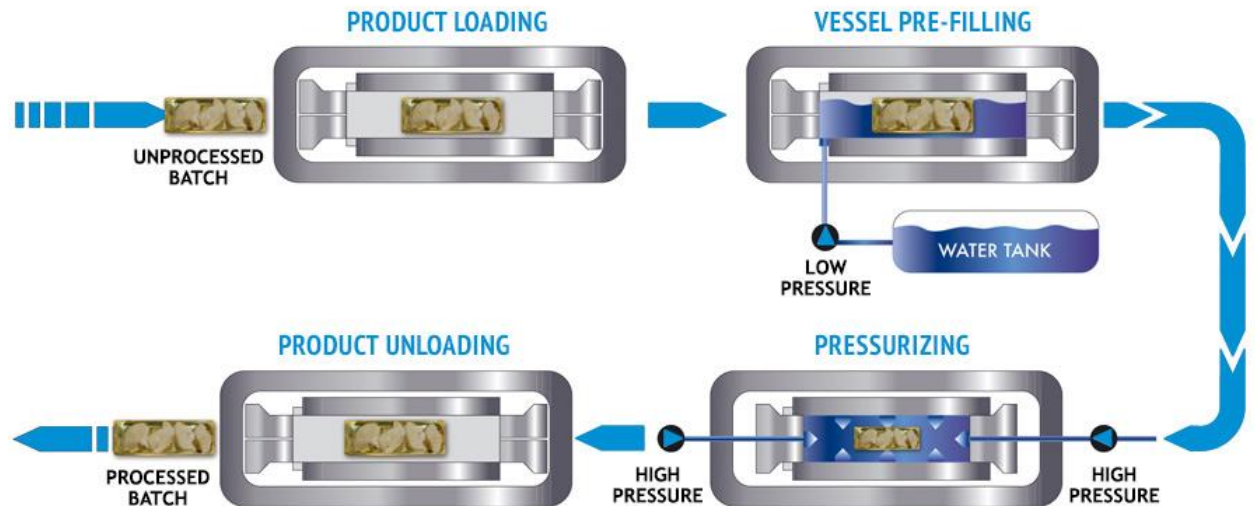 PRODUCT LOADING
VESSEL PRE-FILLING
UNPROCESSED
BATCH
WATER TANK
LOW
PRESSURE
PRODUCT UNLOADING
PRESSURIZING
PROCESSED
BATCH
HIGH
PRESSURE
HIGH
PRESSURE